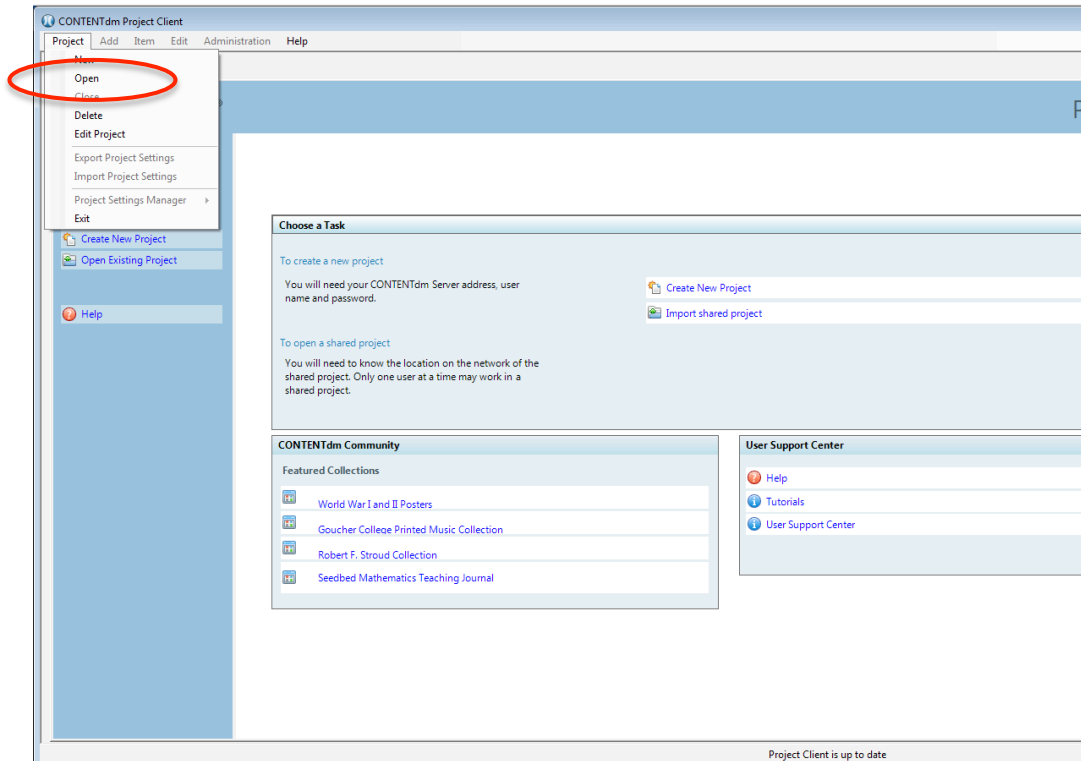 CONTENTdm Project Client
Project Add Item Edit Administration Help
New
Open
Close
Delete
Edit Project
Export Project Settings
Import Project Settings
Project Settings Manager
Exit
Create New Project
Open Existing Project
Help
P
Choose a Task
To create a new project
You will need your CONTENTdm Server address, user
name and password.
Create New Project
Import shared project
To open a shared project
You will need to know the location on the network of the
shared project. Only one user at a time may work in a
shared project.
CONTENTdm Community
Featured Collections
World War I and II Posters
Goucher College Printed Music Collection
Robert F. Stroud Collection
Seedbed Mathematics Teaching Journal
User Support Center
Help
Tutorials
User Support Center
Project Client is up to date